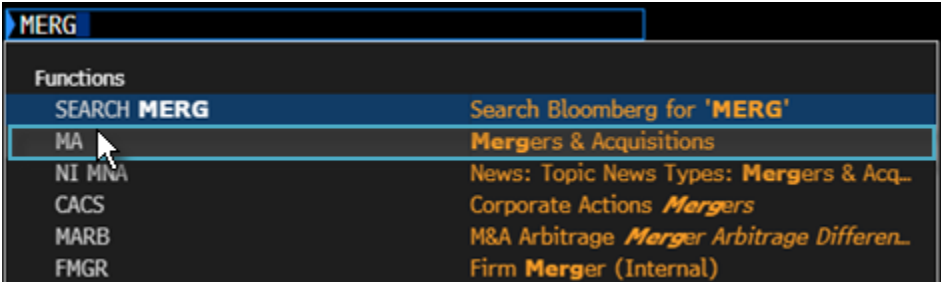 MERG
Functions
SEARCH MERG Search Bloomberg for 'MERG'
MA Mergers & Acquisitions
NI MNA News: Topic News Types: Mergers & Acq...
CACS Corporate Actions Mergers
MARB M&A Arbitrage Merger Arbitrage Differen...
FMGR Firm Merger (Internal)